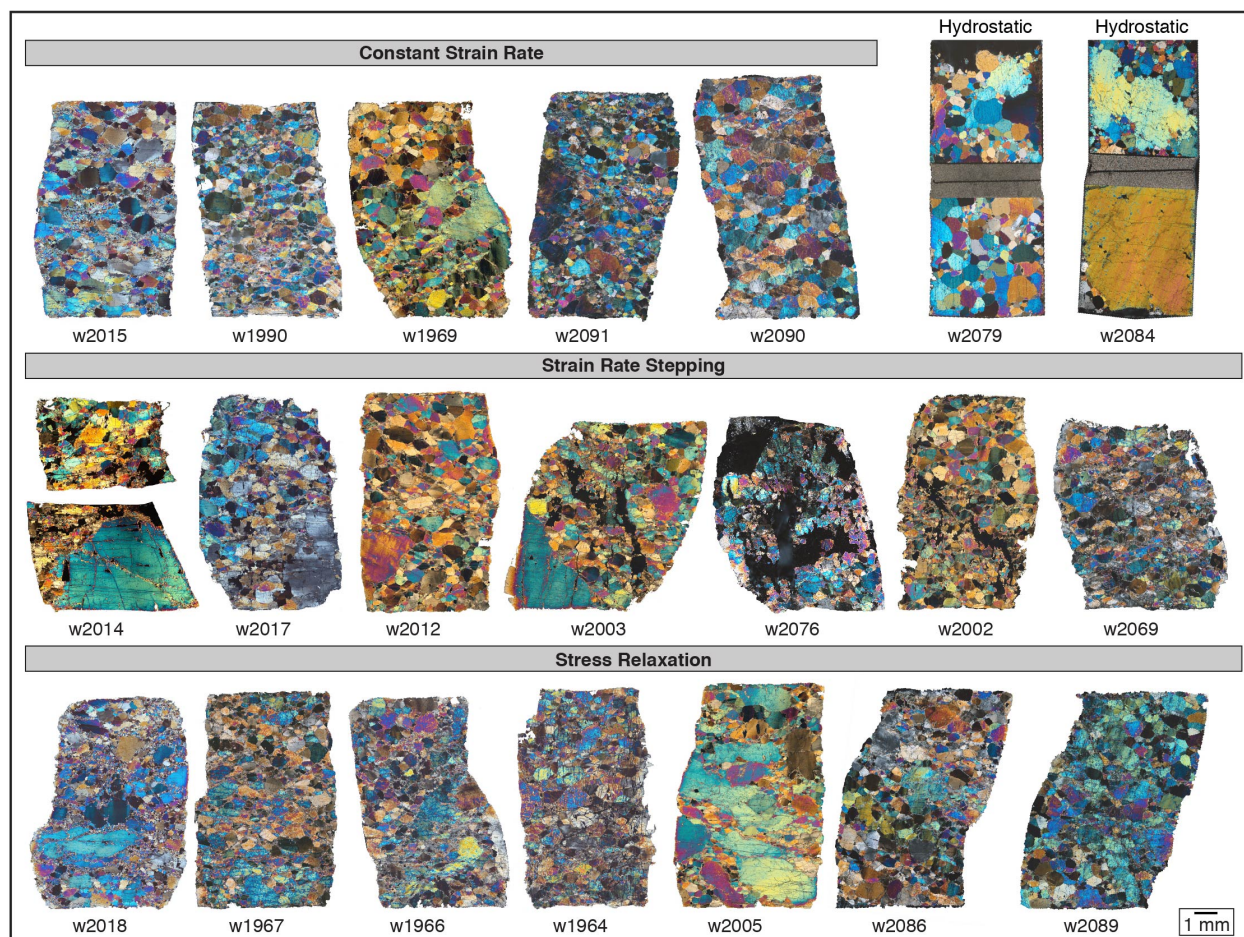 Hydrostatic
Hydrostatic
Constant Strain Rate
w2015
w1990
w1969
w2091
w2090
w2079
w2084
Strain Rate Stepping
w2014
w2017
w2012
w2003
w2076
w2002
w2069
Stress Relaxation
w2018
w1967
w1966
w1964
w2005
w2086
w2089
1 mm